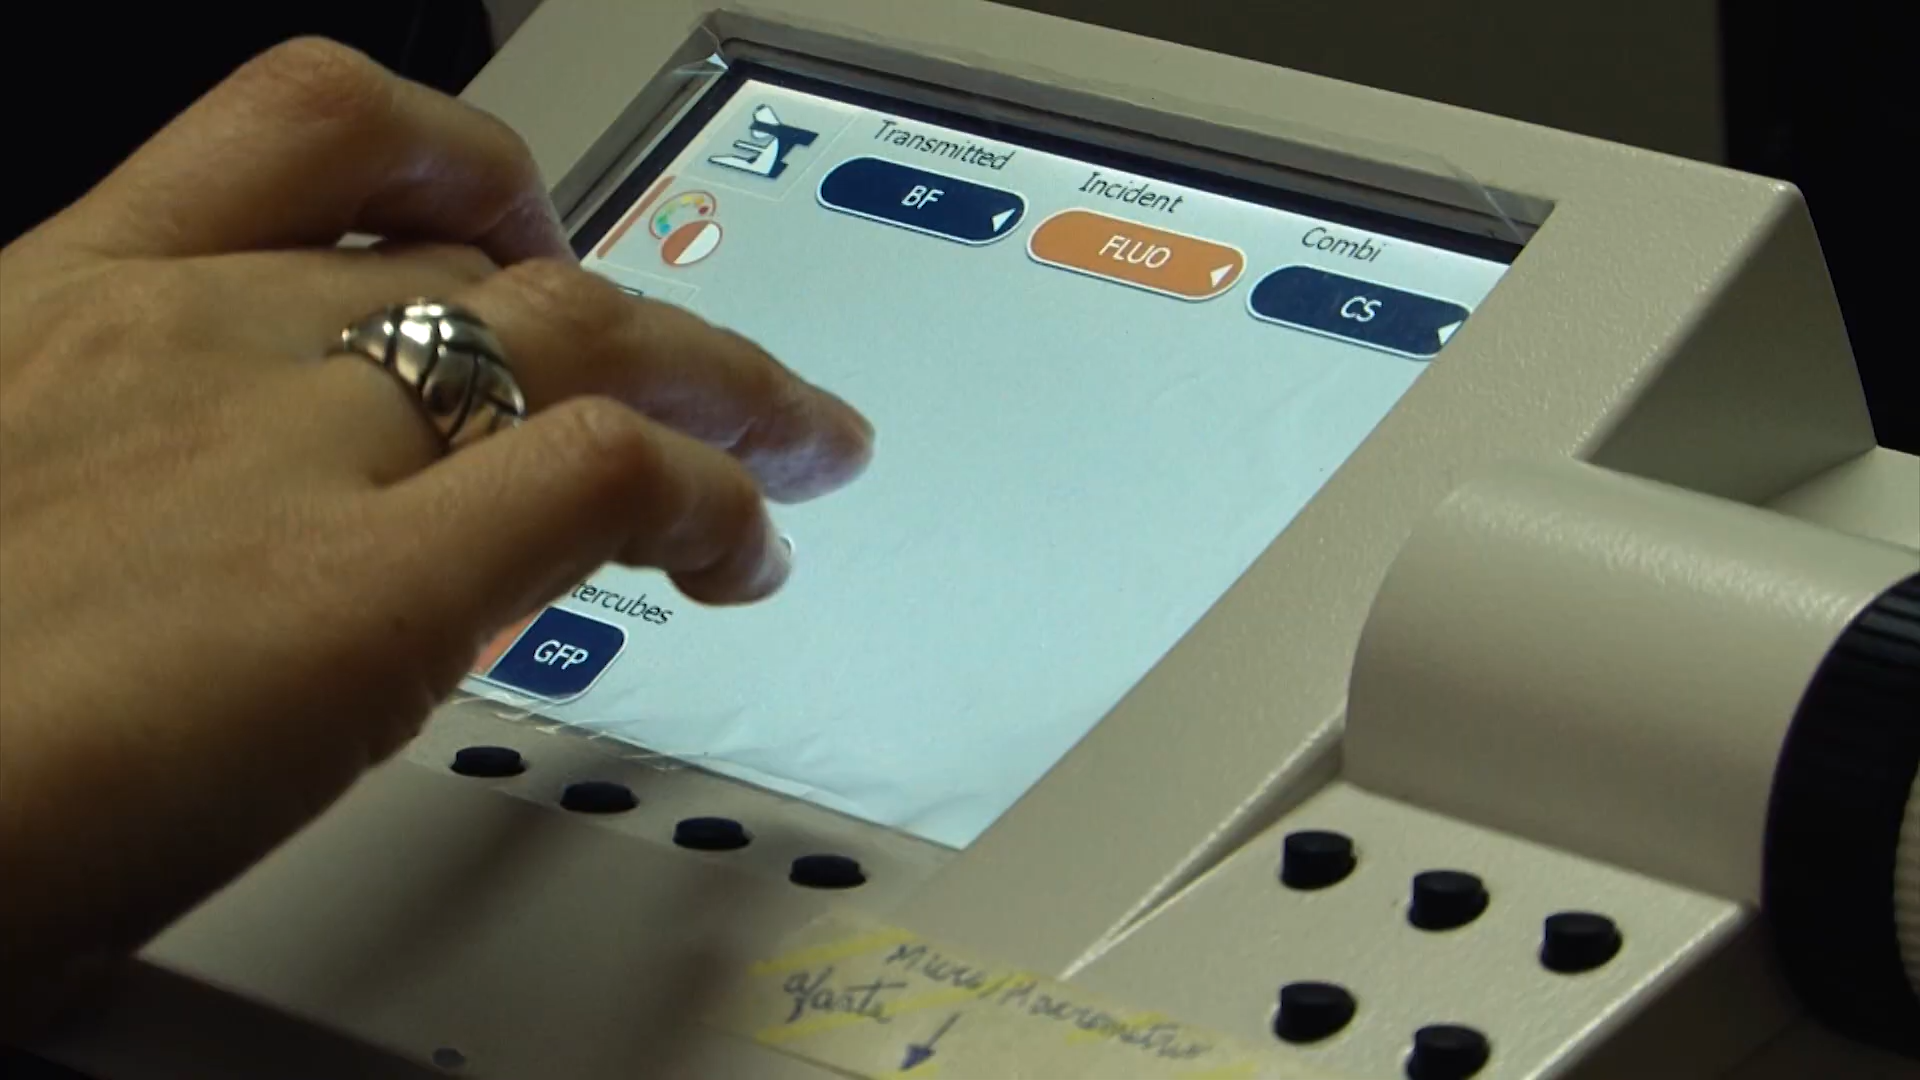 Transmitted
Incident
Combi
BF
FLUO
CS
tercubes
GFP